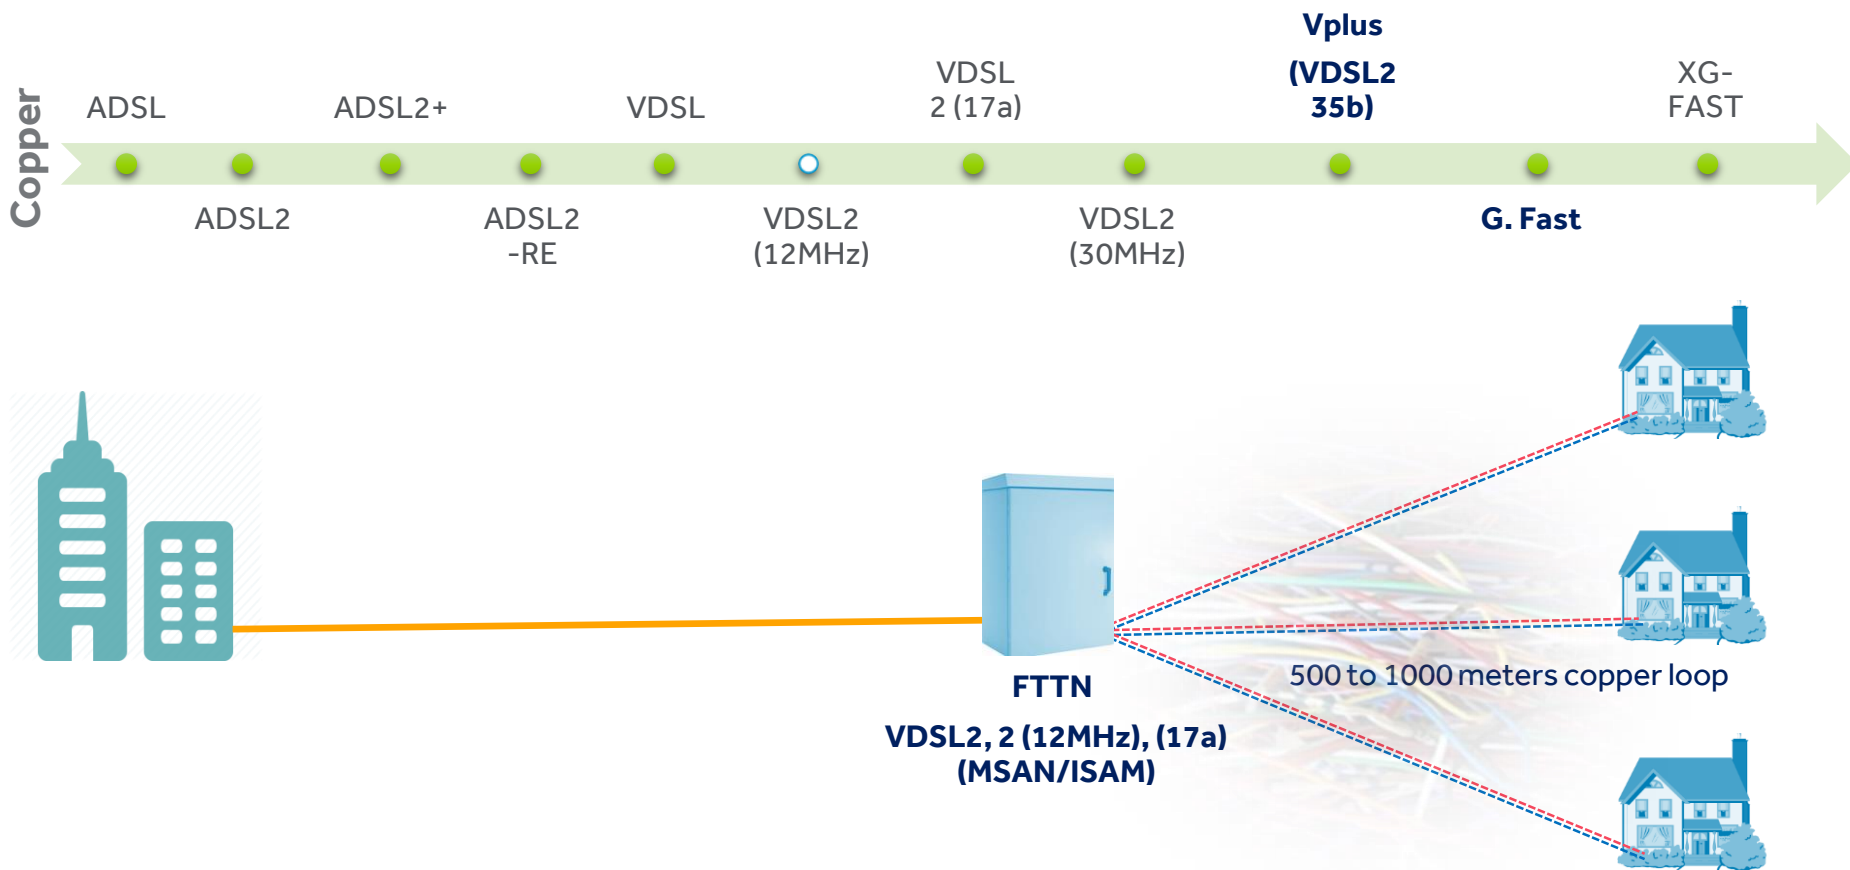 Copper
ADSL
ADSL2
ADSL2+
ADSL2
-RE
VDSL
VDSL2
(12MHz)
VDSL
2 (17a)
VDSL2
(30MHz)
Vplus
(VDSL2
35b)
G. Fast
XG-
FAST
FTTN
VDSL2, 2 (12MHz), (17a)
(MSAN/ISAM)
500 to 1000 meters copper loop